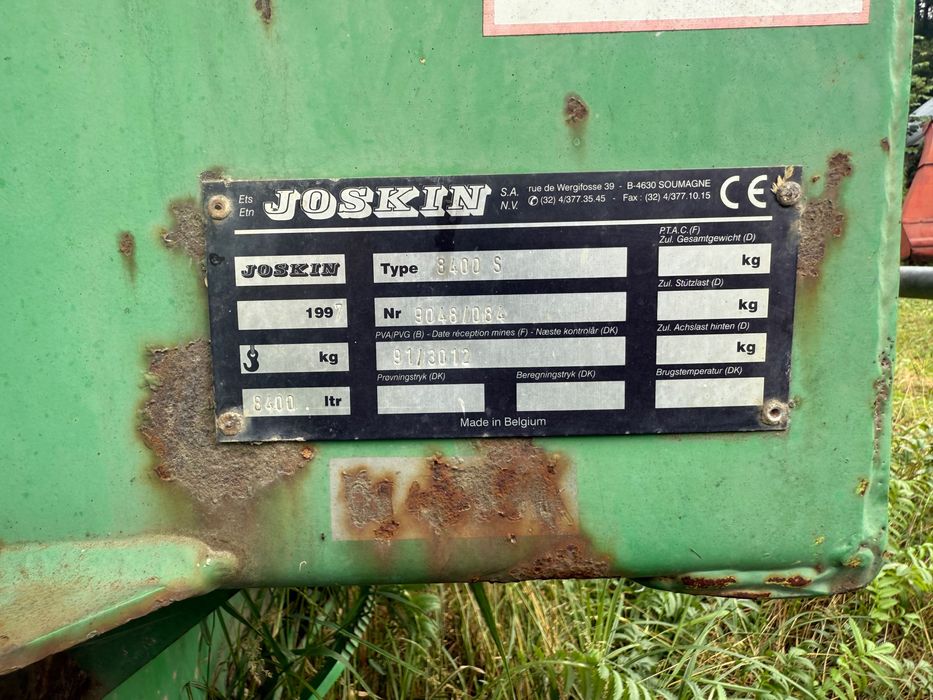 Ets
Etn
JOSKIN
S.A.
N.V.
rue de Wergifosse 39 - B-4630 SOUMAGNE
✆ (32) 4/377.35.45 - Fax : (32) 4/377.10.15
CE
P.T.A.C.(F)
Zul. Gesamtgewicht (D)
JOSKIN
Type 8400 S
kg
Zul. Stützlast (D)
1997
Nr 9048/084
kg
PVA/PVG (B) - Date réception mines (F) - Næste kontrolår (DK)
Zul. Achslast hinten (D)
kg
91/3012
kg
Prøvningstryk (DK)
Beregningstryk (DK)
Brugstemperatur (DK)
8400 ltr
Made in Belgium